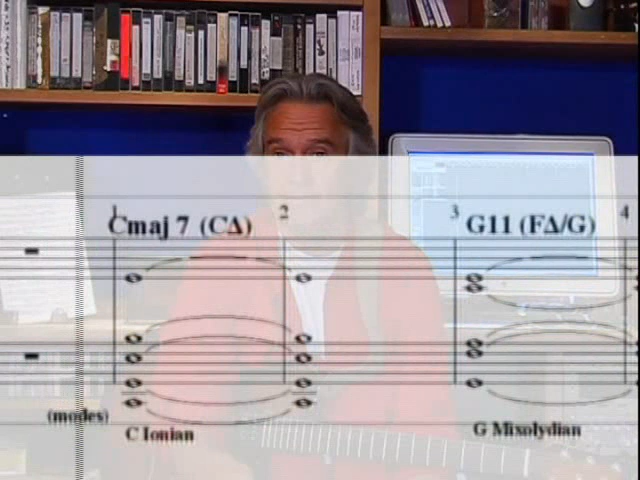 1 2 3 4
Cmaj 7 (CΔ) G11 (FΔ/G)
(modes)
C Ionian G Mixolydian